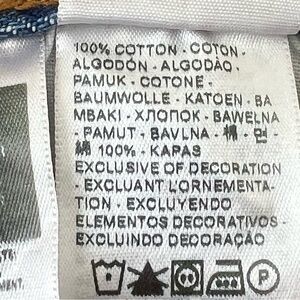 100% COTTON - COTON -
ALGODÓN - ALGODÃO -
PAMUK - COTONE -
BAUMWOLLE - KATOEN - BA
MBAKI - ХЛОПОК - BAWEŁNA
- PAMUT - BAVLNA - 棉 - 면 -
綿 100% - KAPAS
EXCLUSIVE OF DECORATION
- EXCLUANT L'ORNEMENTA-
TION - EXCLUYENDO
ELEMENTOS DECORATIVOS -
EXCLUINDO DECORAÇÃO
P
MENT.